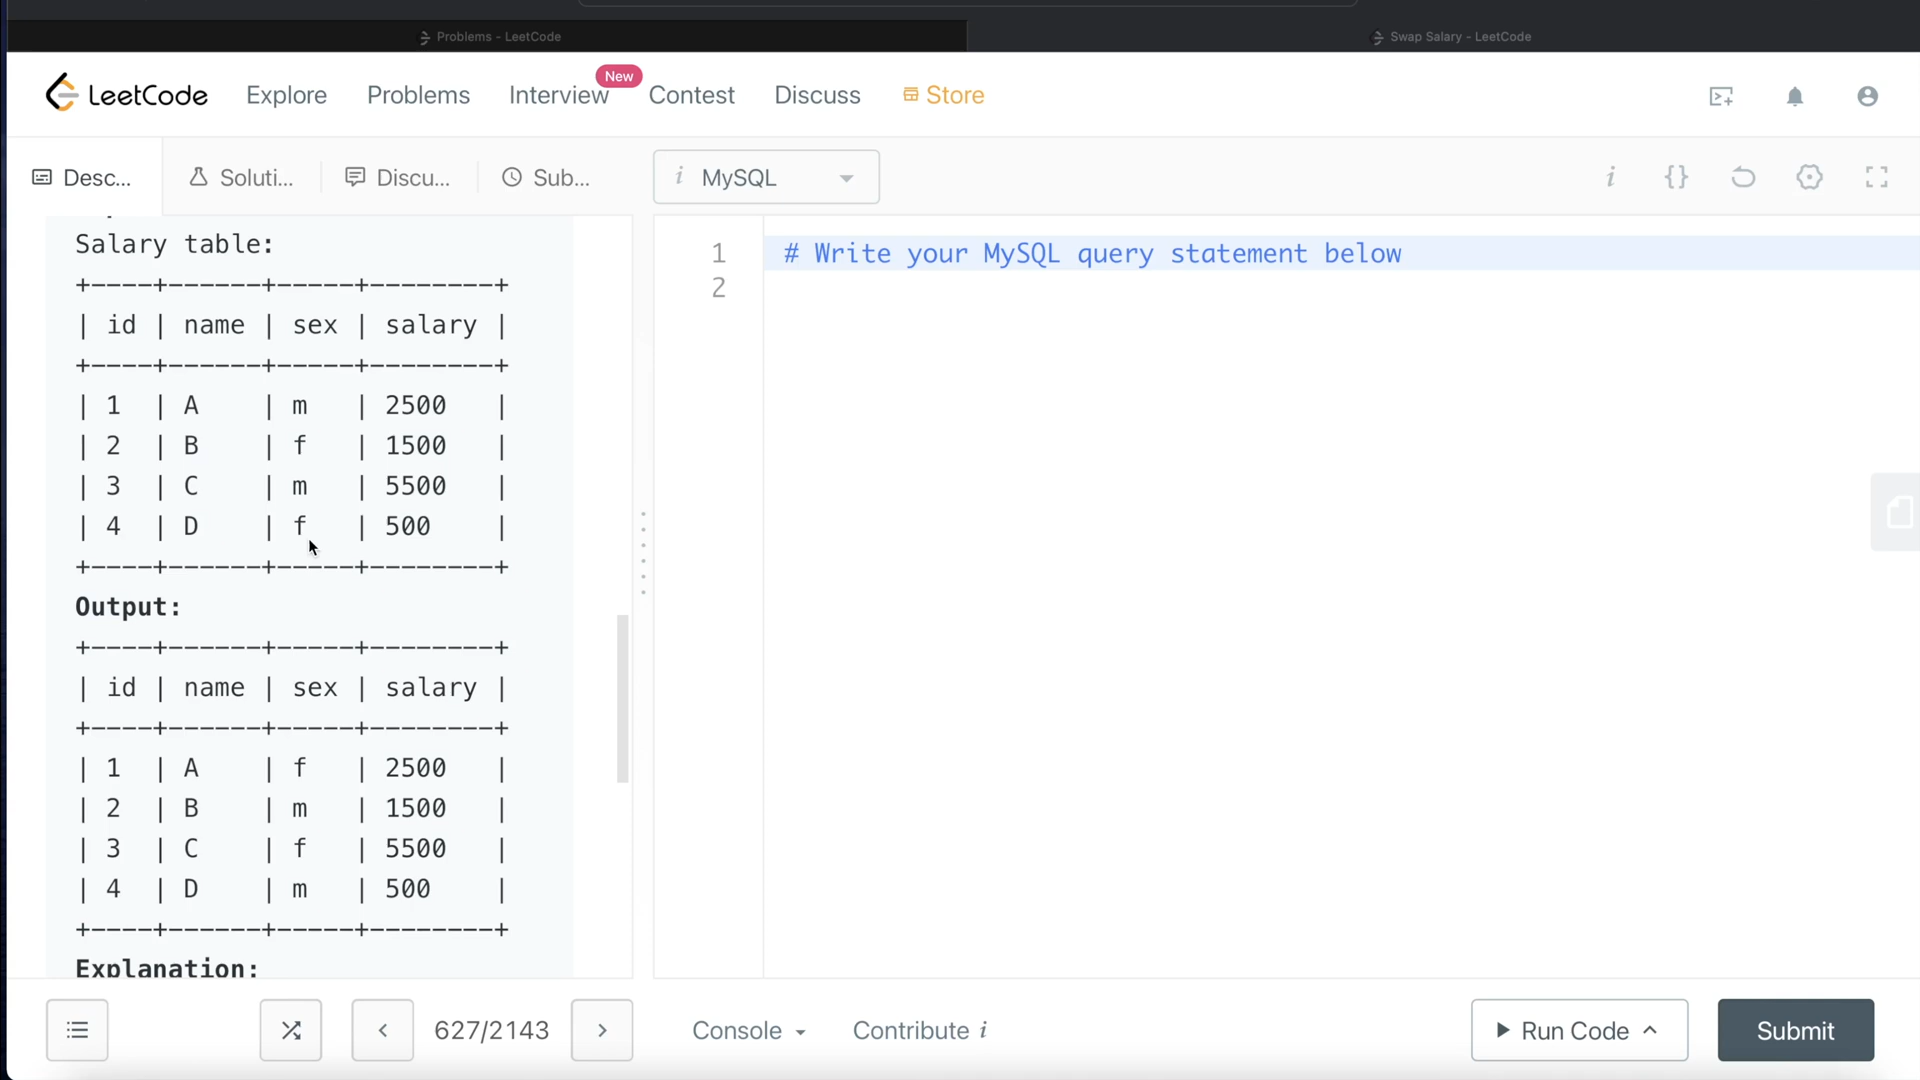 Problems - LeetCode
Swap Salary - LeetCode
LeetCode Explore Problems Interview New Contest Discuss Store
Desc... Soluti... Discu... Sub... i MySQL i {}
Salary table:
+----+------+-----+--------+
| id | name | sex | salary |
+----+------+-----+--------+
| 1  | A    | m   | 2500   |
| 2  | B    | f   | 1500   |
| 3  | C    | m   | 5500   |
| 4  | D    | f   | 500    |
+----+------+-----+--------+
Output:
+----+------+-----+--------+
| id | name | sex | salary |
+----+------+-----+--------+
| 1  | A    | f   | 2500   |
| 2  | B    | m   | 1500   |
| 3  | C    | f   | 5500   |
| 4  | D    | m   | 500    |
+----+------+-----+--------+
Explanation:
1 # Write your MySQL query statement below
2
627/2143 Console Contribute i Run Code Submit